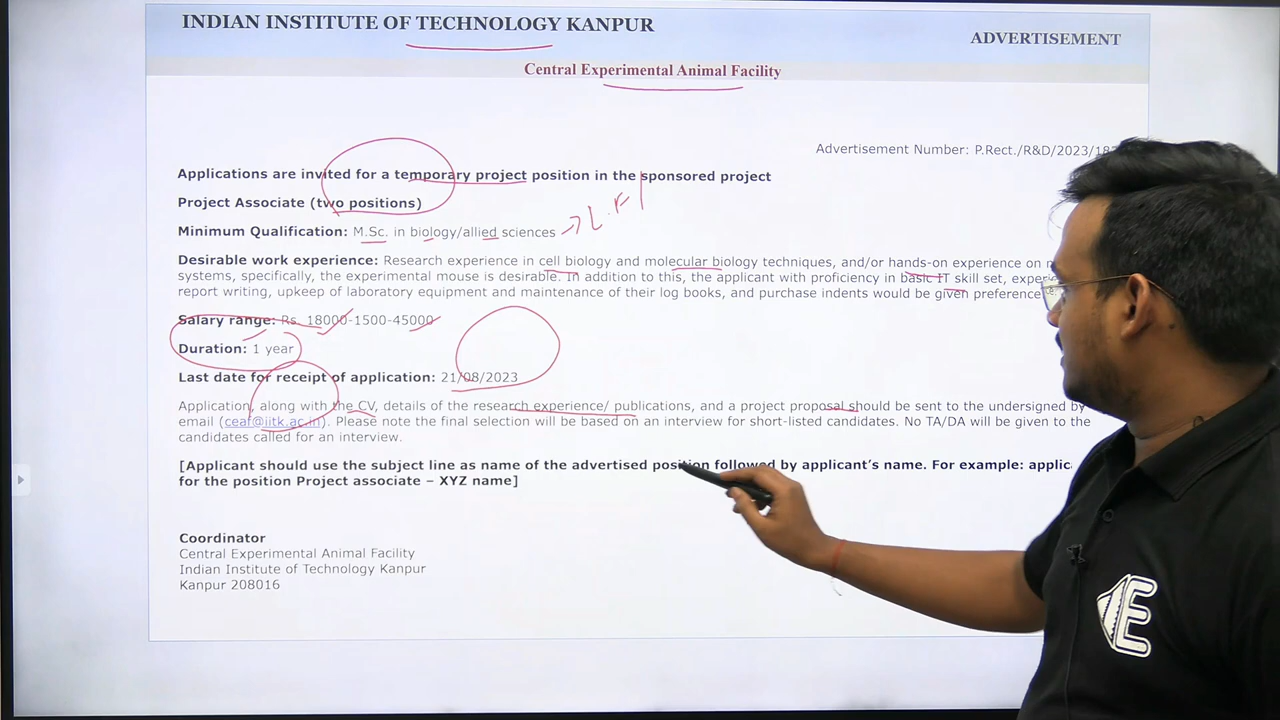 INDIAN INSTITUTE OF TECHNOLOGY KANPUR
ADVERTISEMENT
Central Experimental Animal Facility
Advertisement Number: P.Rect./R&D/2023/18
Applications are invited for a temporary project position in the sponsored project
Project Associate (two positions)
Minimum Qualification: M.Sc. in biology/allied sciences
Desirable work experience: Research experience in cell biology and molecular biology techniques, and/or hands-on experience on
systems, specifically, the experimental mouse is desirable. In addition to this, the applicant with proficiency in basic IT skill set,
report writing, upkeep of laboratory equipment and maintenance of their log books, and purchase indents would be given preference
Salary range: Rs. 18000-1500-45000
Duration: 1 year
Last date for receipt of application: 21/08/2023
Application, along with the CV, details of the research experience/ publications, and a project proposal should be sent to the undersigned by
email (ceaf@iitk.ac.in). Please note the final selection will be based on an interview for short-listed candidates. No TA/DA will be given to the
candidates called for an interview.
[Applicant should use the subject line as name of the advertised position followed by applicant's name. For example:
for the position Project associate – XYZ name]
Coordinator
Central Experimental Animal Facility
Indian Institute of Technology Kanpur
Kanpur 208016
E